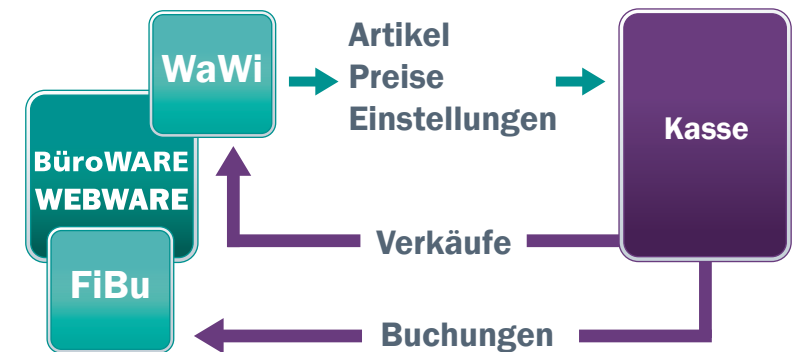 WaWi
Artikel
Preise
Einstellungen
Kasse
BüroWARE
WEBWARE
Verkäufe
FiBu
Buchungen